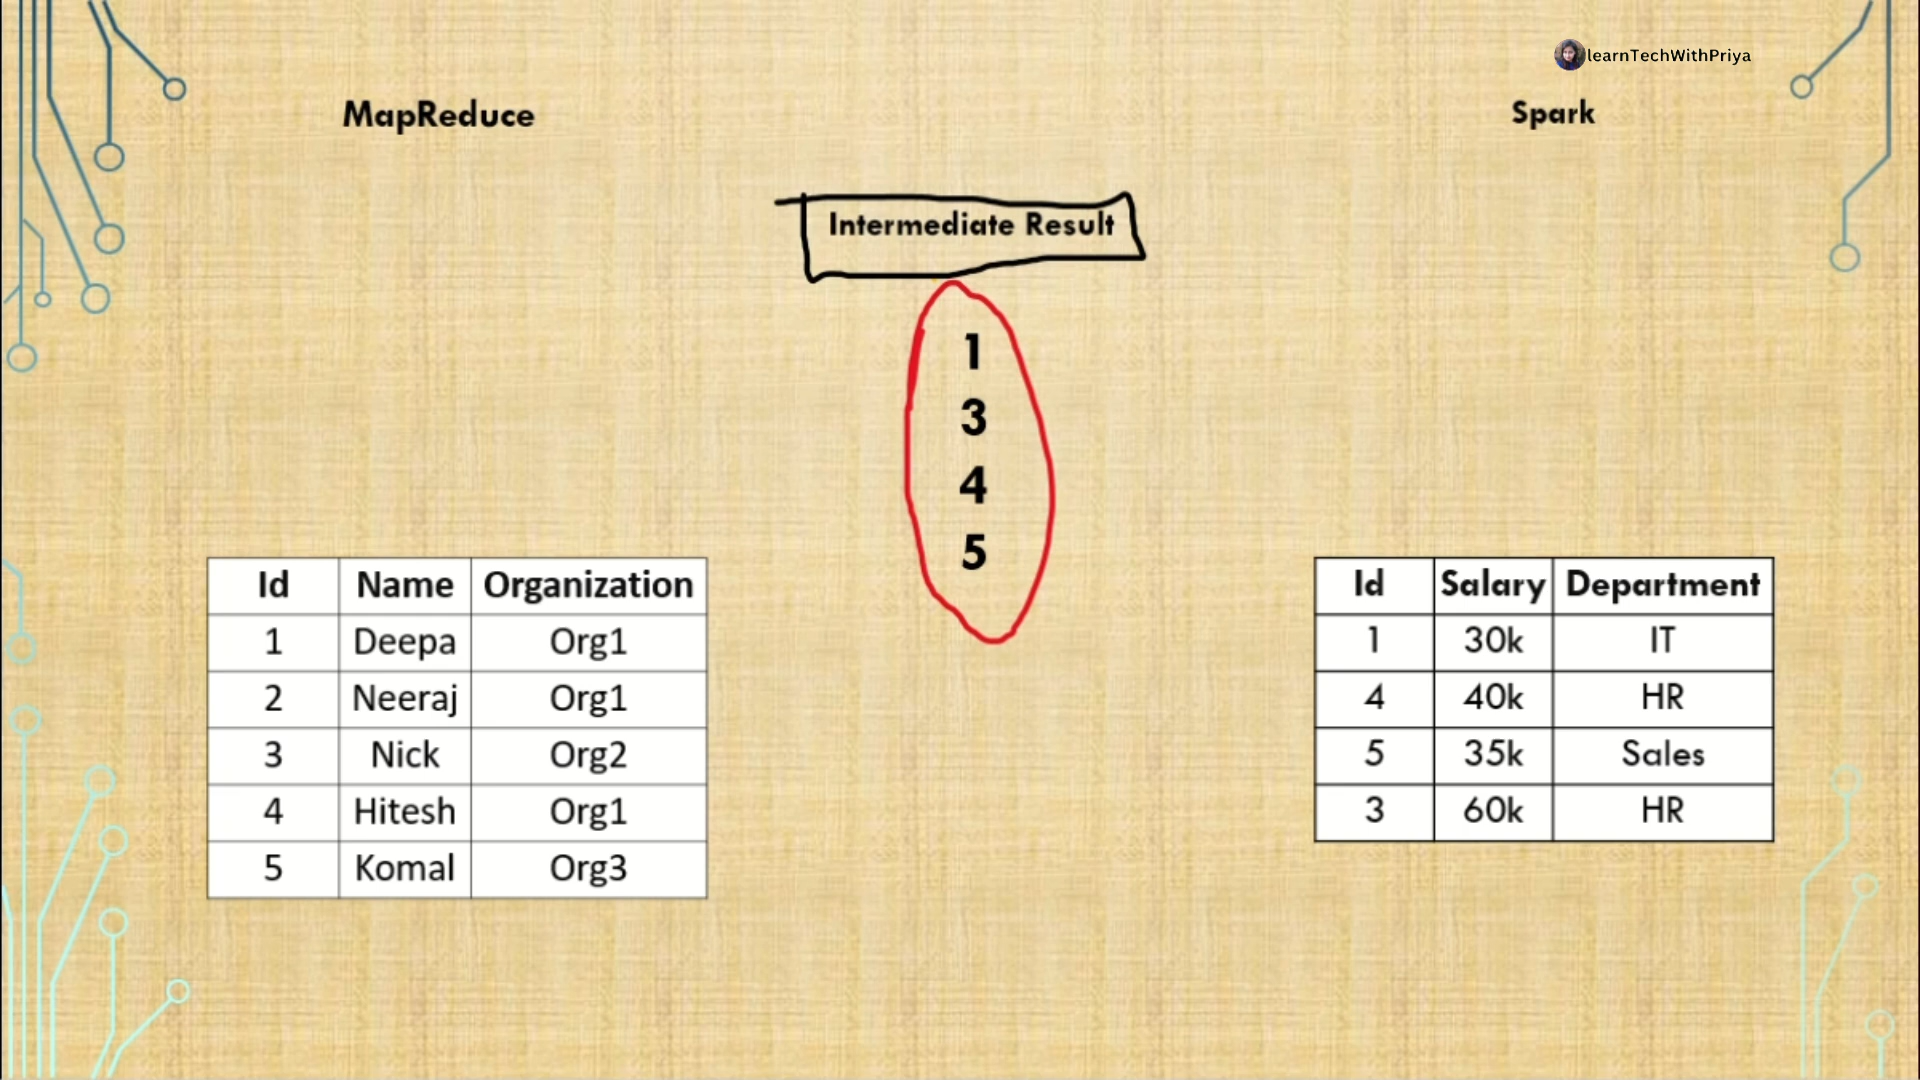 learnTechWithPriya
MapReduce
Spark
Intermediate Result
1
3
4
5
Id Name Organization
1 Deepa Org1
2 Neeraj Org1
3 Nick Org2
4 Hitesh Org1
5 Komal Org3
Id Salary Department
1 30k IT
4 40k HR
5 35k Sales
3 60k HR